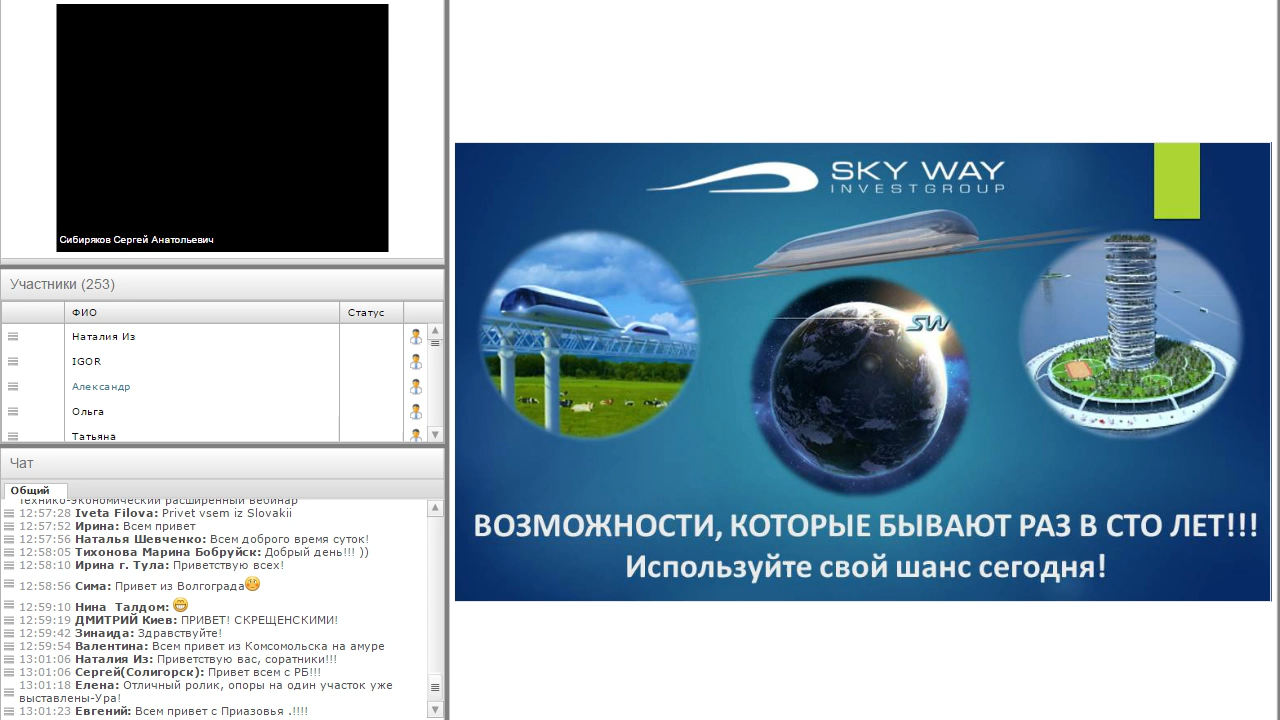 Сибиряков Сергей Анатольевич
Участники (253)
ФИО Статус
Наталия Из
IGOR
Александр
Ольга
Татьяна
Чат
Общий
технико-экономический расширенный вебинар
12:57:28 Iveta Filova: Privet vsem iz Slovakii
12:57:52 Ирина: Всем привет
12:57:56 Наталья Шевченко: Всем доброго время суток!
12:58:05 Тихонова Марина Бобруйск: Добрый день!!! ))
12:58:10 Ирина г. Тула: Приветствую всех!
12:58:56 Сима: Привет из Волгограда
12:59:10 Нина Талдом:
12:59:19 ДМИТРИЙ Киев: ПРИВЕТ! СКРЕЩЕНСКИМИ!
12:59:42 Зинаида: Здравствуйте!
12:59:54 Валентина: Всем привет из Комсомольска на амуре
13:01:06 Наталия Из: Приветствую вас, соратники!!!
13:01:06 Сергей(Солигорск): Привет всем с РБ!!!
13:01:18 Елена: Отличный ролик, опоры на один участок уже
выставлены-Ура!
13:01:23 Евгений: Всем привет с Приазовья .!!!!
SKY WAY
INVESTGROUP
SW
ВОЗМОЖНОСТИ, КОТОРЫЕ БЫВАЮТ РАЗ В СТО ЛЕТ!!!
Используйте свой шанс сегодня!